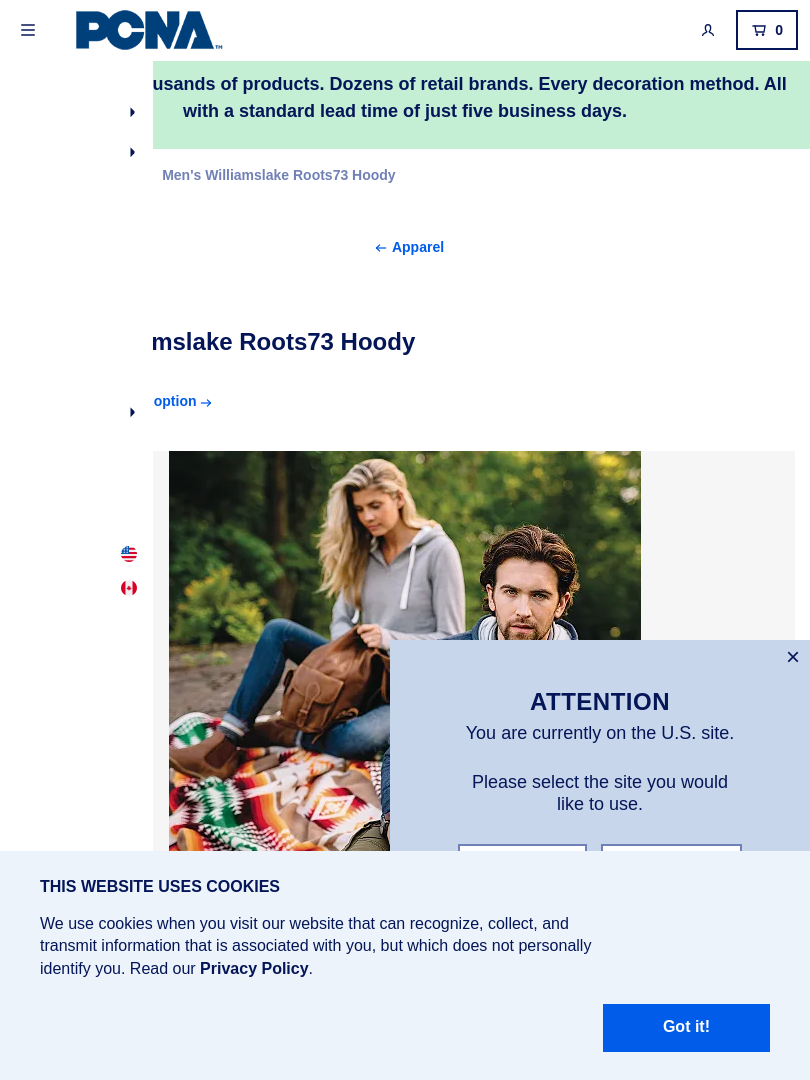 PCNA™
0
usands of products. Dozens of retail brands. Every decoration method. All
with a standard lead time of just five business days.
Men's Williamslake Roots73 Hoody
← Apparel
mslake Roots73 Hoody
option →
ATTENTION
You are currently on the U.S. site.
Please select the site you would
like to use.
THIS WEBSITE USES COOKIES
We use cookies when you visit our website that can recognize, collect, and
transmit information that is associated with you, but which does not personally
identify you. Read our Privacy Policy.
Got it!